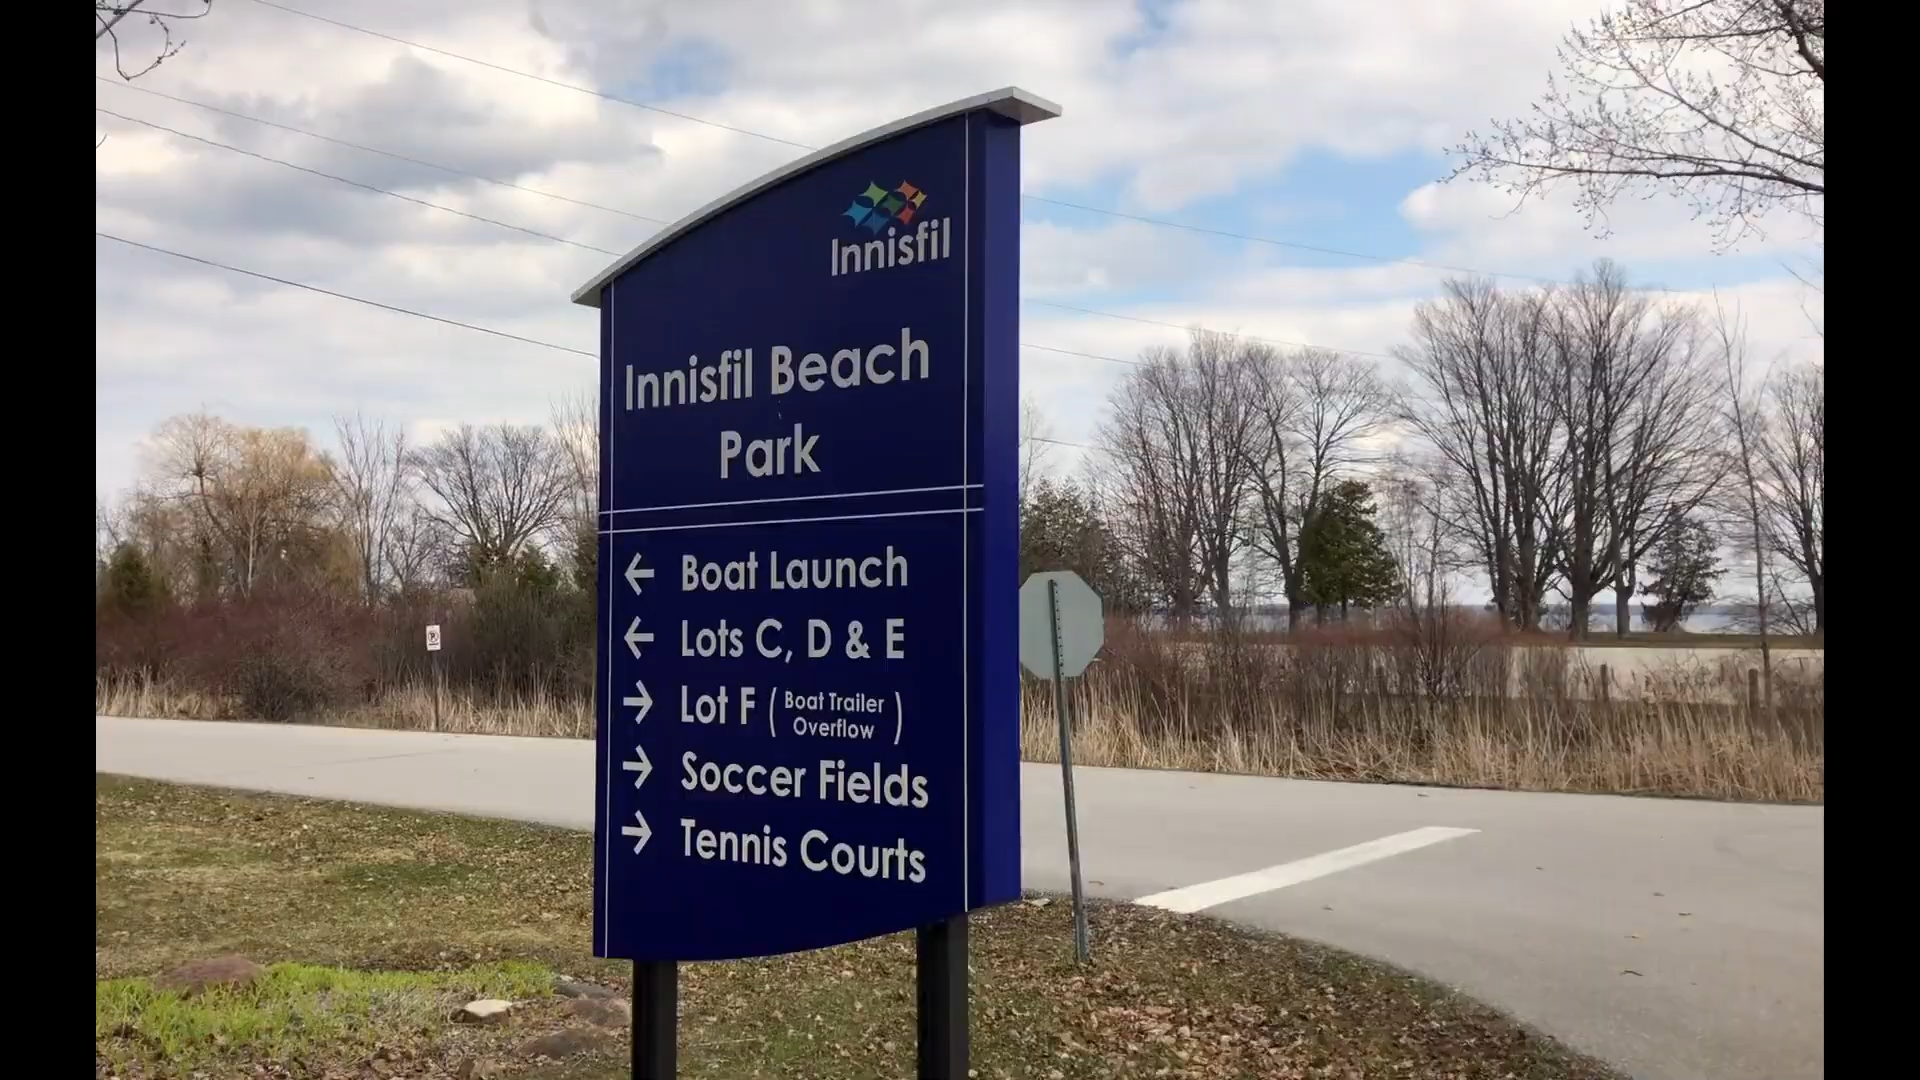 Innisfil
Innisfil Beach
Park
← Boat Launch
← Lots C, D & E
→ Lot F ( Boat Trailer
Overflow )
→ Soccer Fields
→ Tennis Courts